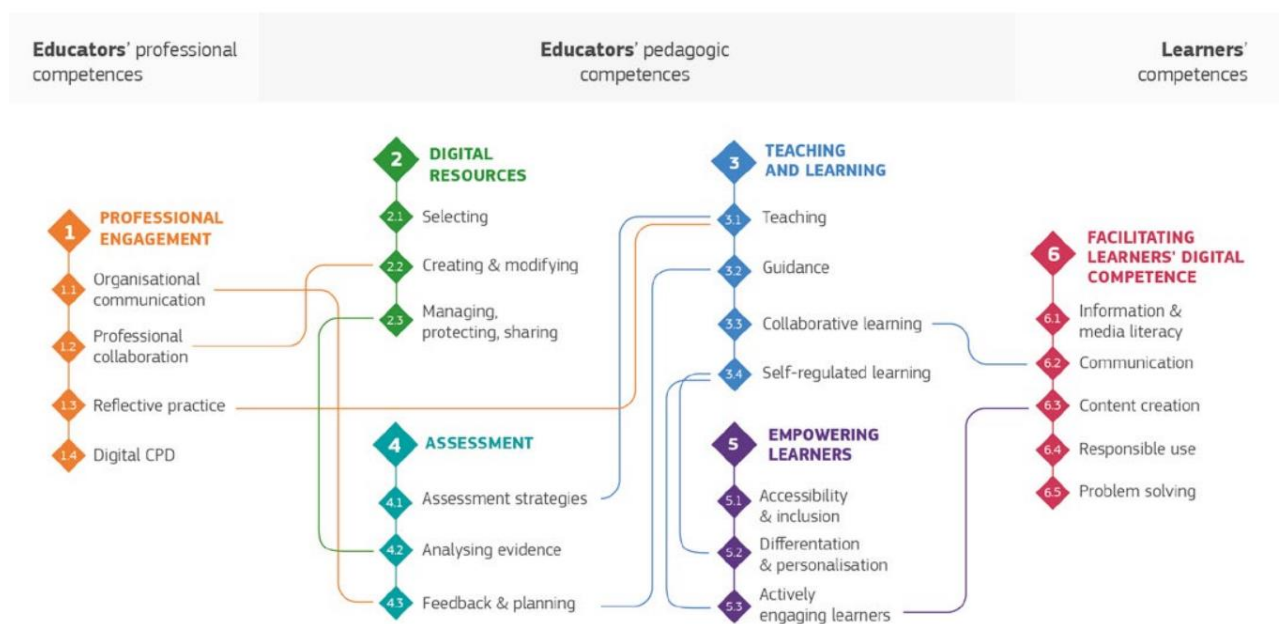 Educators' professional
competences
Educators' pedagogic
competences
Learners'
competences
1
PROFESSIONAL
ENGAGEMENT
1.1
Organisational
communication
1.2
Professional
collaboration
1.3
Reflective practice
1.4
Digital CPD
2
DIGITAL
RESOURCES
2.1
Selecting
2.2
Creating & modifying
2.3
Managing,
protecting, sharing
3
TEACHING
AND LEARNING
3.1
Teaching
3.2
Guidance
3.3
Collaborative learning
3.4
Self-regulated learning
4
ASSESSMENT
4.1
Assessment strategies
4.2
Analysing evidence
4.3
Feedback & planning
5
EMPOWERING
LEARNERS
5.1
Accessibility
& inclusion
5.2
Differentation
& personalisation
5.3
Actively
engaging learners
6
FACILITATING
LEARNERS' DIGITAL
COMPETENCE
6.1
Information &
media literacy
6.2
Communication
6.3
Content creation
6.4
Responsible use
6.5
Problem solving